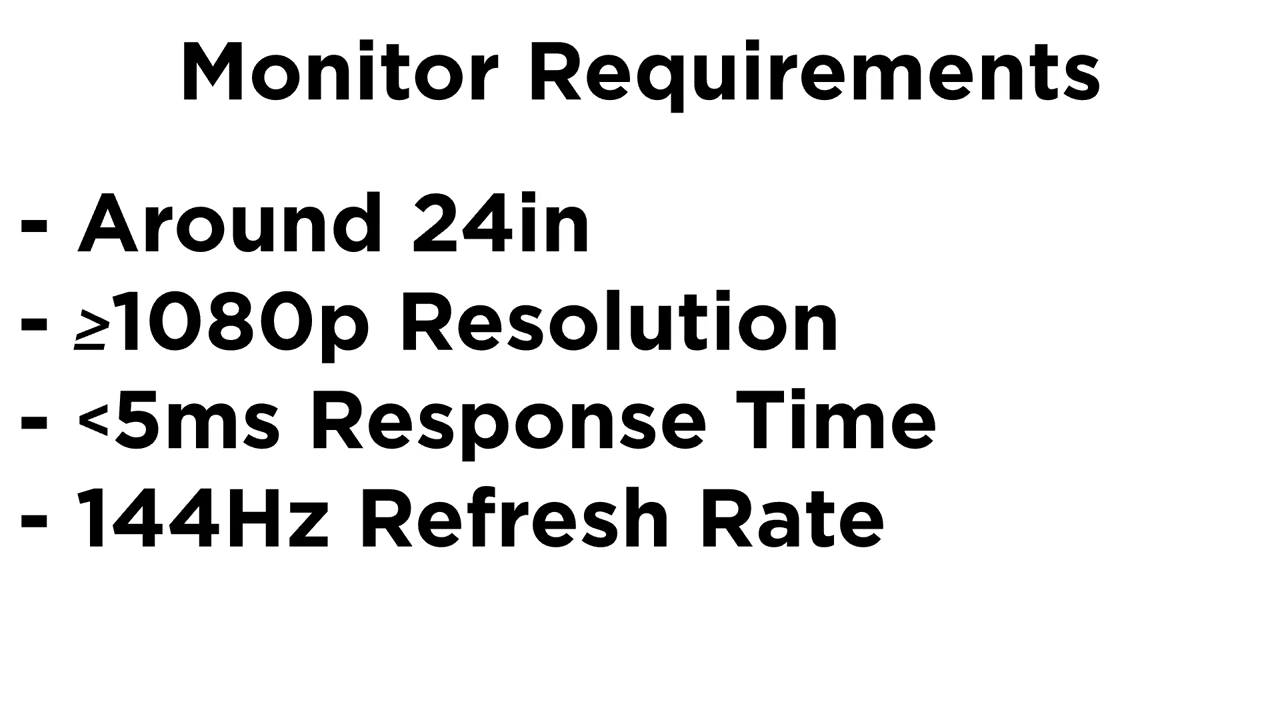 Monitor Requirements
- Around 24in
- ≥1080p Resolution
- <5ms Response Time
- 144Hz Refresh Rate